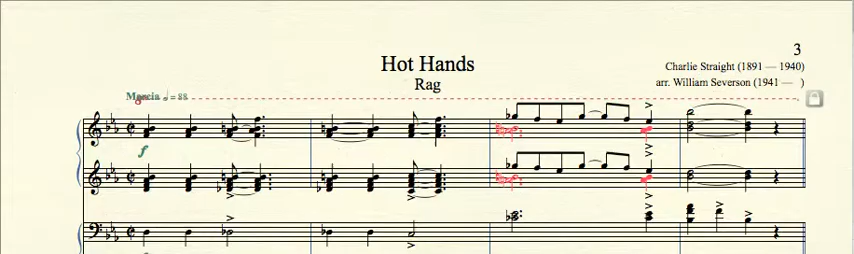 3
Hot Hands
Rag
Charlie Straight (1891 — 1940)
arr. William Severson (1941 —   )
Marcia 𝅗𝅥 = 88
f